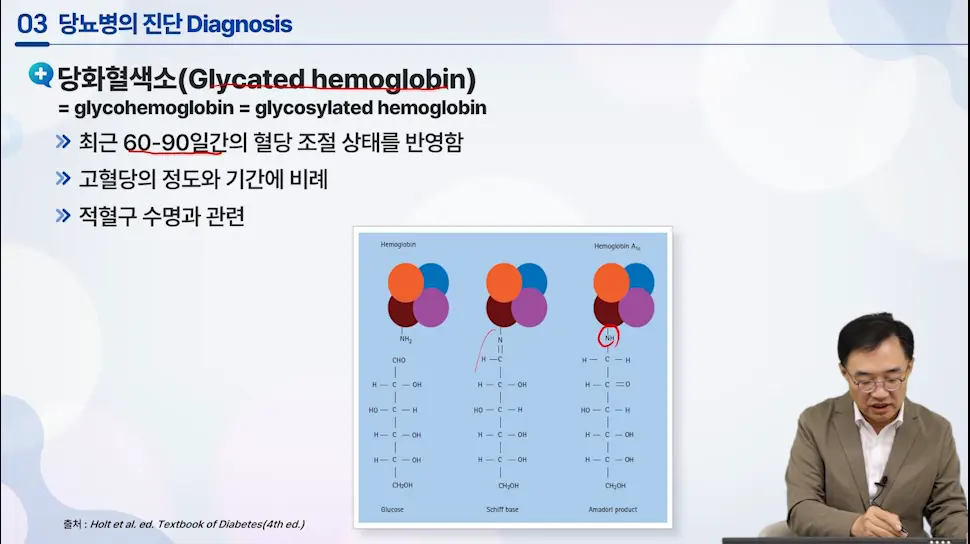 03 당뇨병의 진단 Diagnosis
당화혈색소(Glycated hemoglobin)
= glycohemoglobin = glycosylated hemoglobin
» 최근 60-90일간의 혈당 조절 상태를 반영함
» 고혈당의 정도와 기간에 비례
» 적혈구 수명과 관련
Hemoglobin
Hemoglobin A1c
NH2
N
NH
CHO
H — C
H — C — H
H — C — OH
H — C — OH
H — C = O
HO — C — H
HO — C — H
HO — C — H
H — C — OH
H — C — OH
H — C — OH
H — C — OH
H — C — OH
H — C — OH
CH2OH
CH2OH
CH2OH
Glucose
Schiff base
Amadori product
출처 : Holt et al. ed. Textbook of Diabetes(4th ed.)